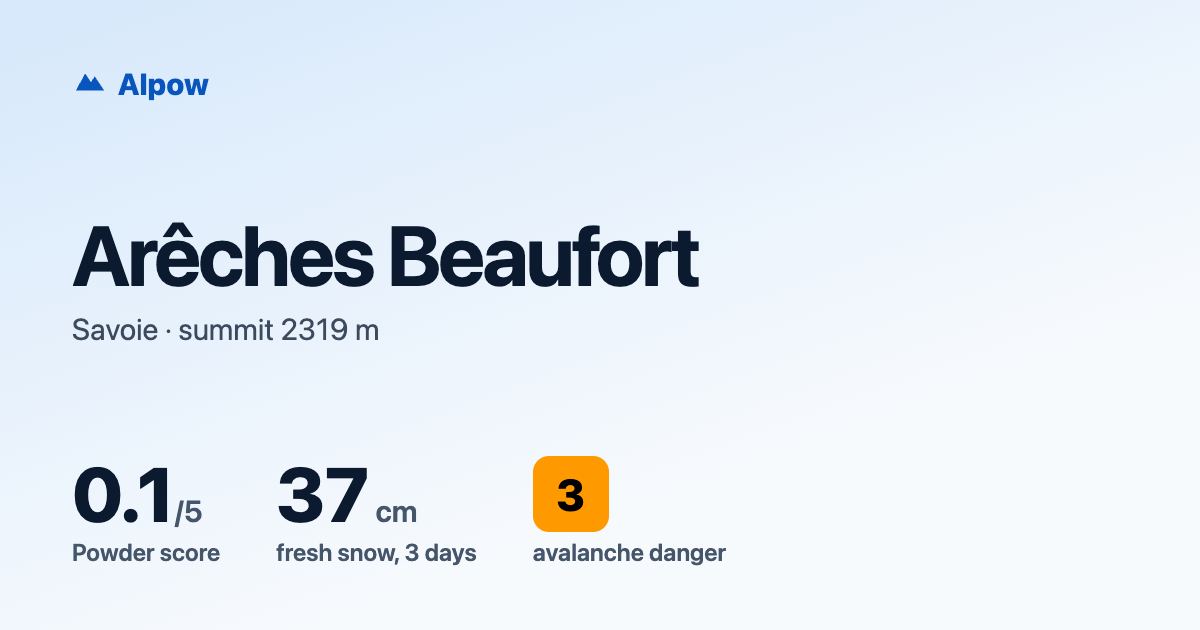 Alpow
Arêches Beaufort
Savoie · summit 2319 m
0.1/5
Powder score
37 cm
fresh snow, 3 days
3
avalanche danger